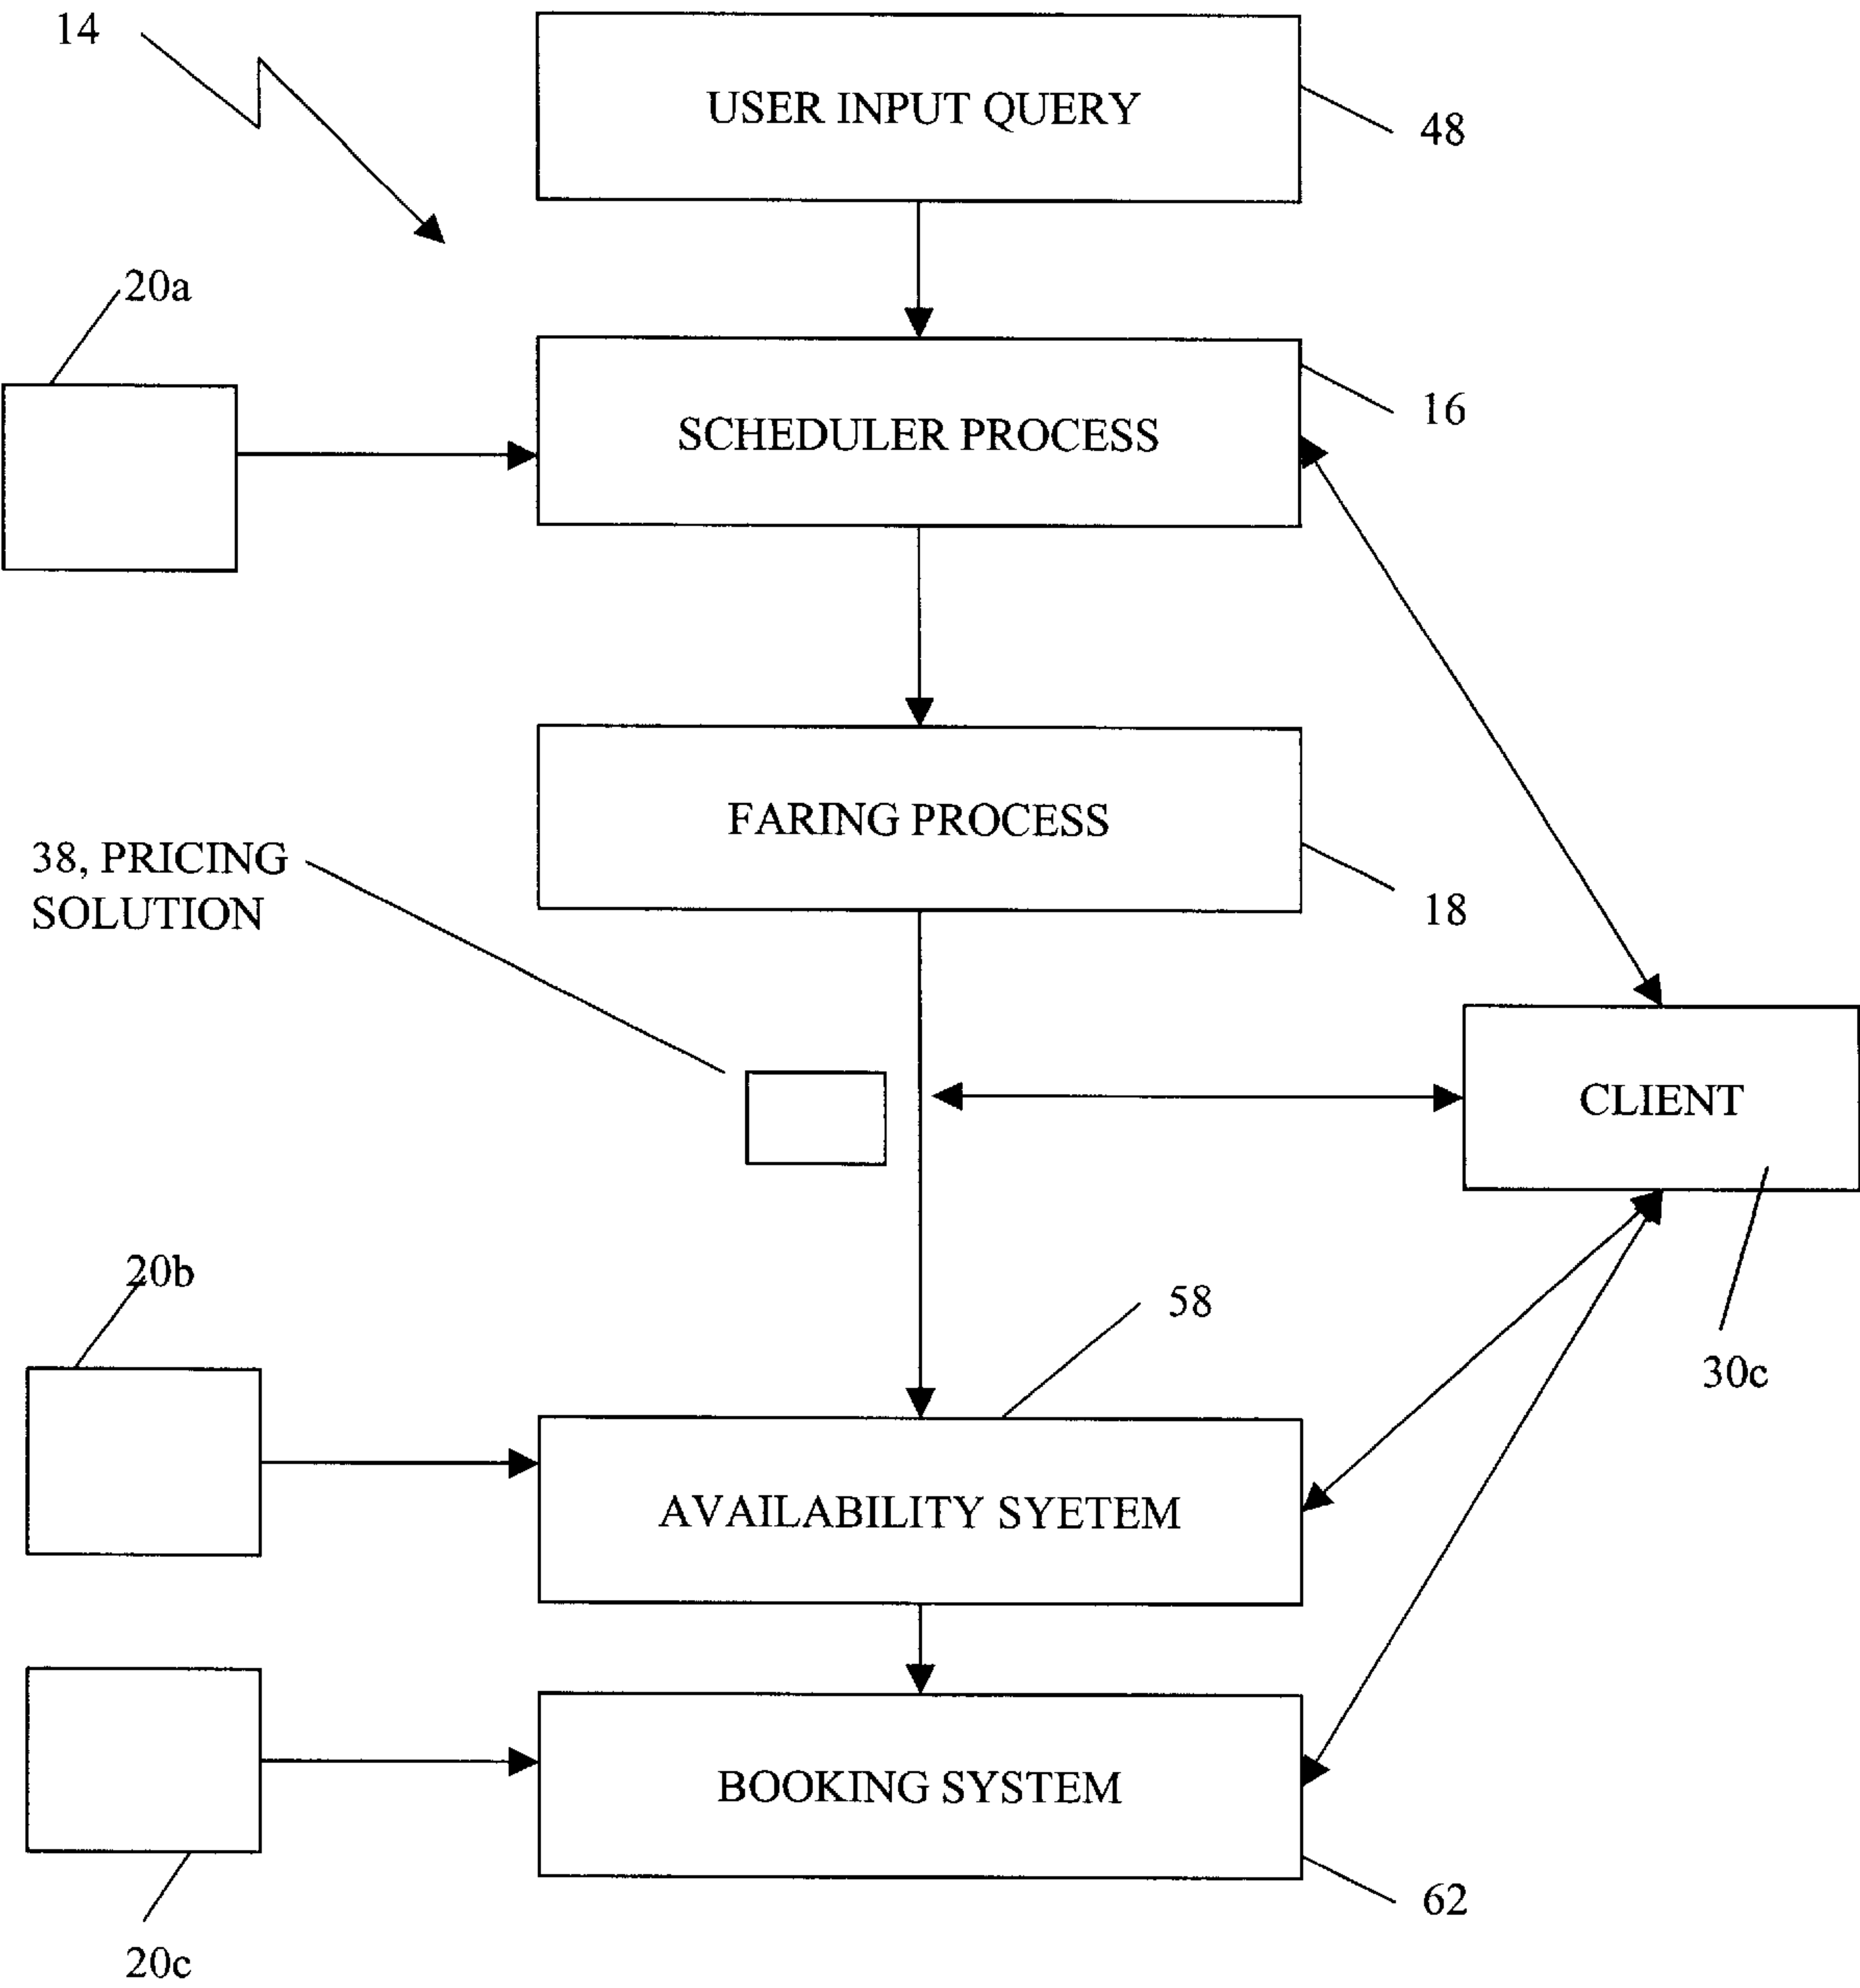 14
USER INPUT QUERY
48
20a
SCHEDULER PROCESS
16
FARING PROCESS
38, PRICING
SOLUTION
18
CLIENT
20b
58
30c
AVAILABILITY SYETEM
BOOKING SYSTEM
62
20c